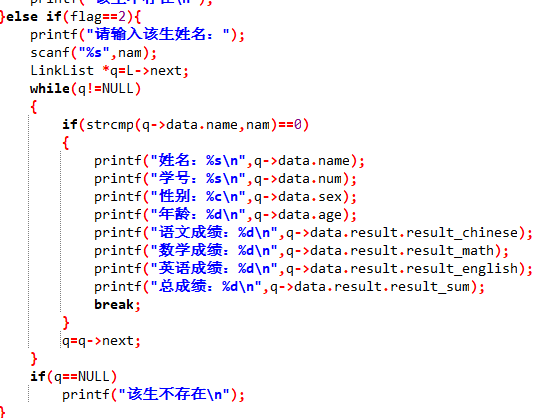 printf("该生不存在\n");
}else if(flag==2){
printf("请输入该生姓名：");
scanf("%s",nam);
LinkList *q=L->next;
while(q!=NULL)
{
if(strcmp(q->data.name,nam)==0)
{
printf("姓名：%s\n",q->data.name);
printf("学号：%s\n",q->data.num);
printf("性别：%c\n",q->data.sex);
printf("年龄：%d\n",q->data.age);
printf("语文成绩：%d\n",q->data.result.result_chinese);
printf("数学成绩：%d\n",q->data.result.result_math);
printf("英语成绩：%d\n",q->data.result.result_english);
printf("总成绩：%d\n",q->data.result.result_sum);
break;
}
q=q->next;
}
if(q==NULL)
printf("该生不存在\n");
}